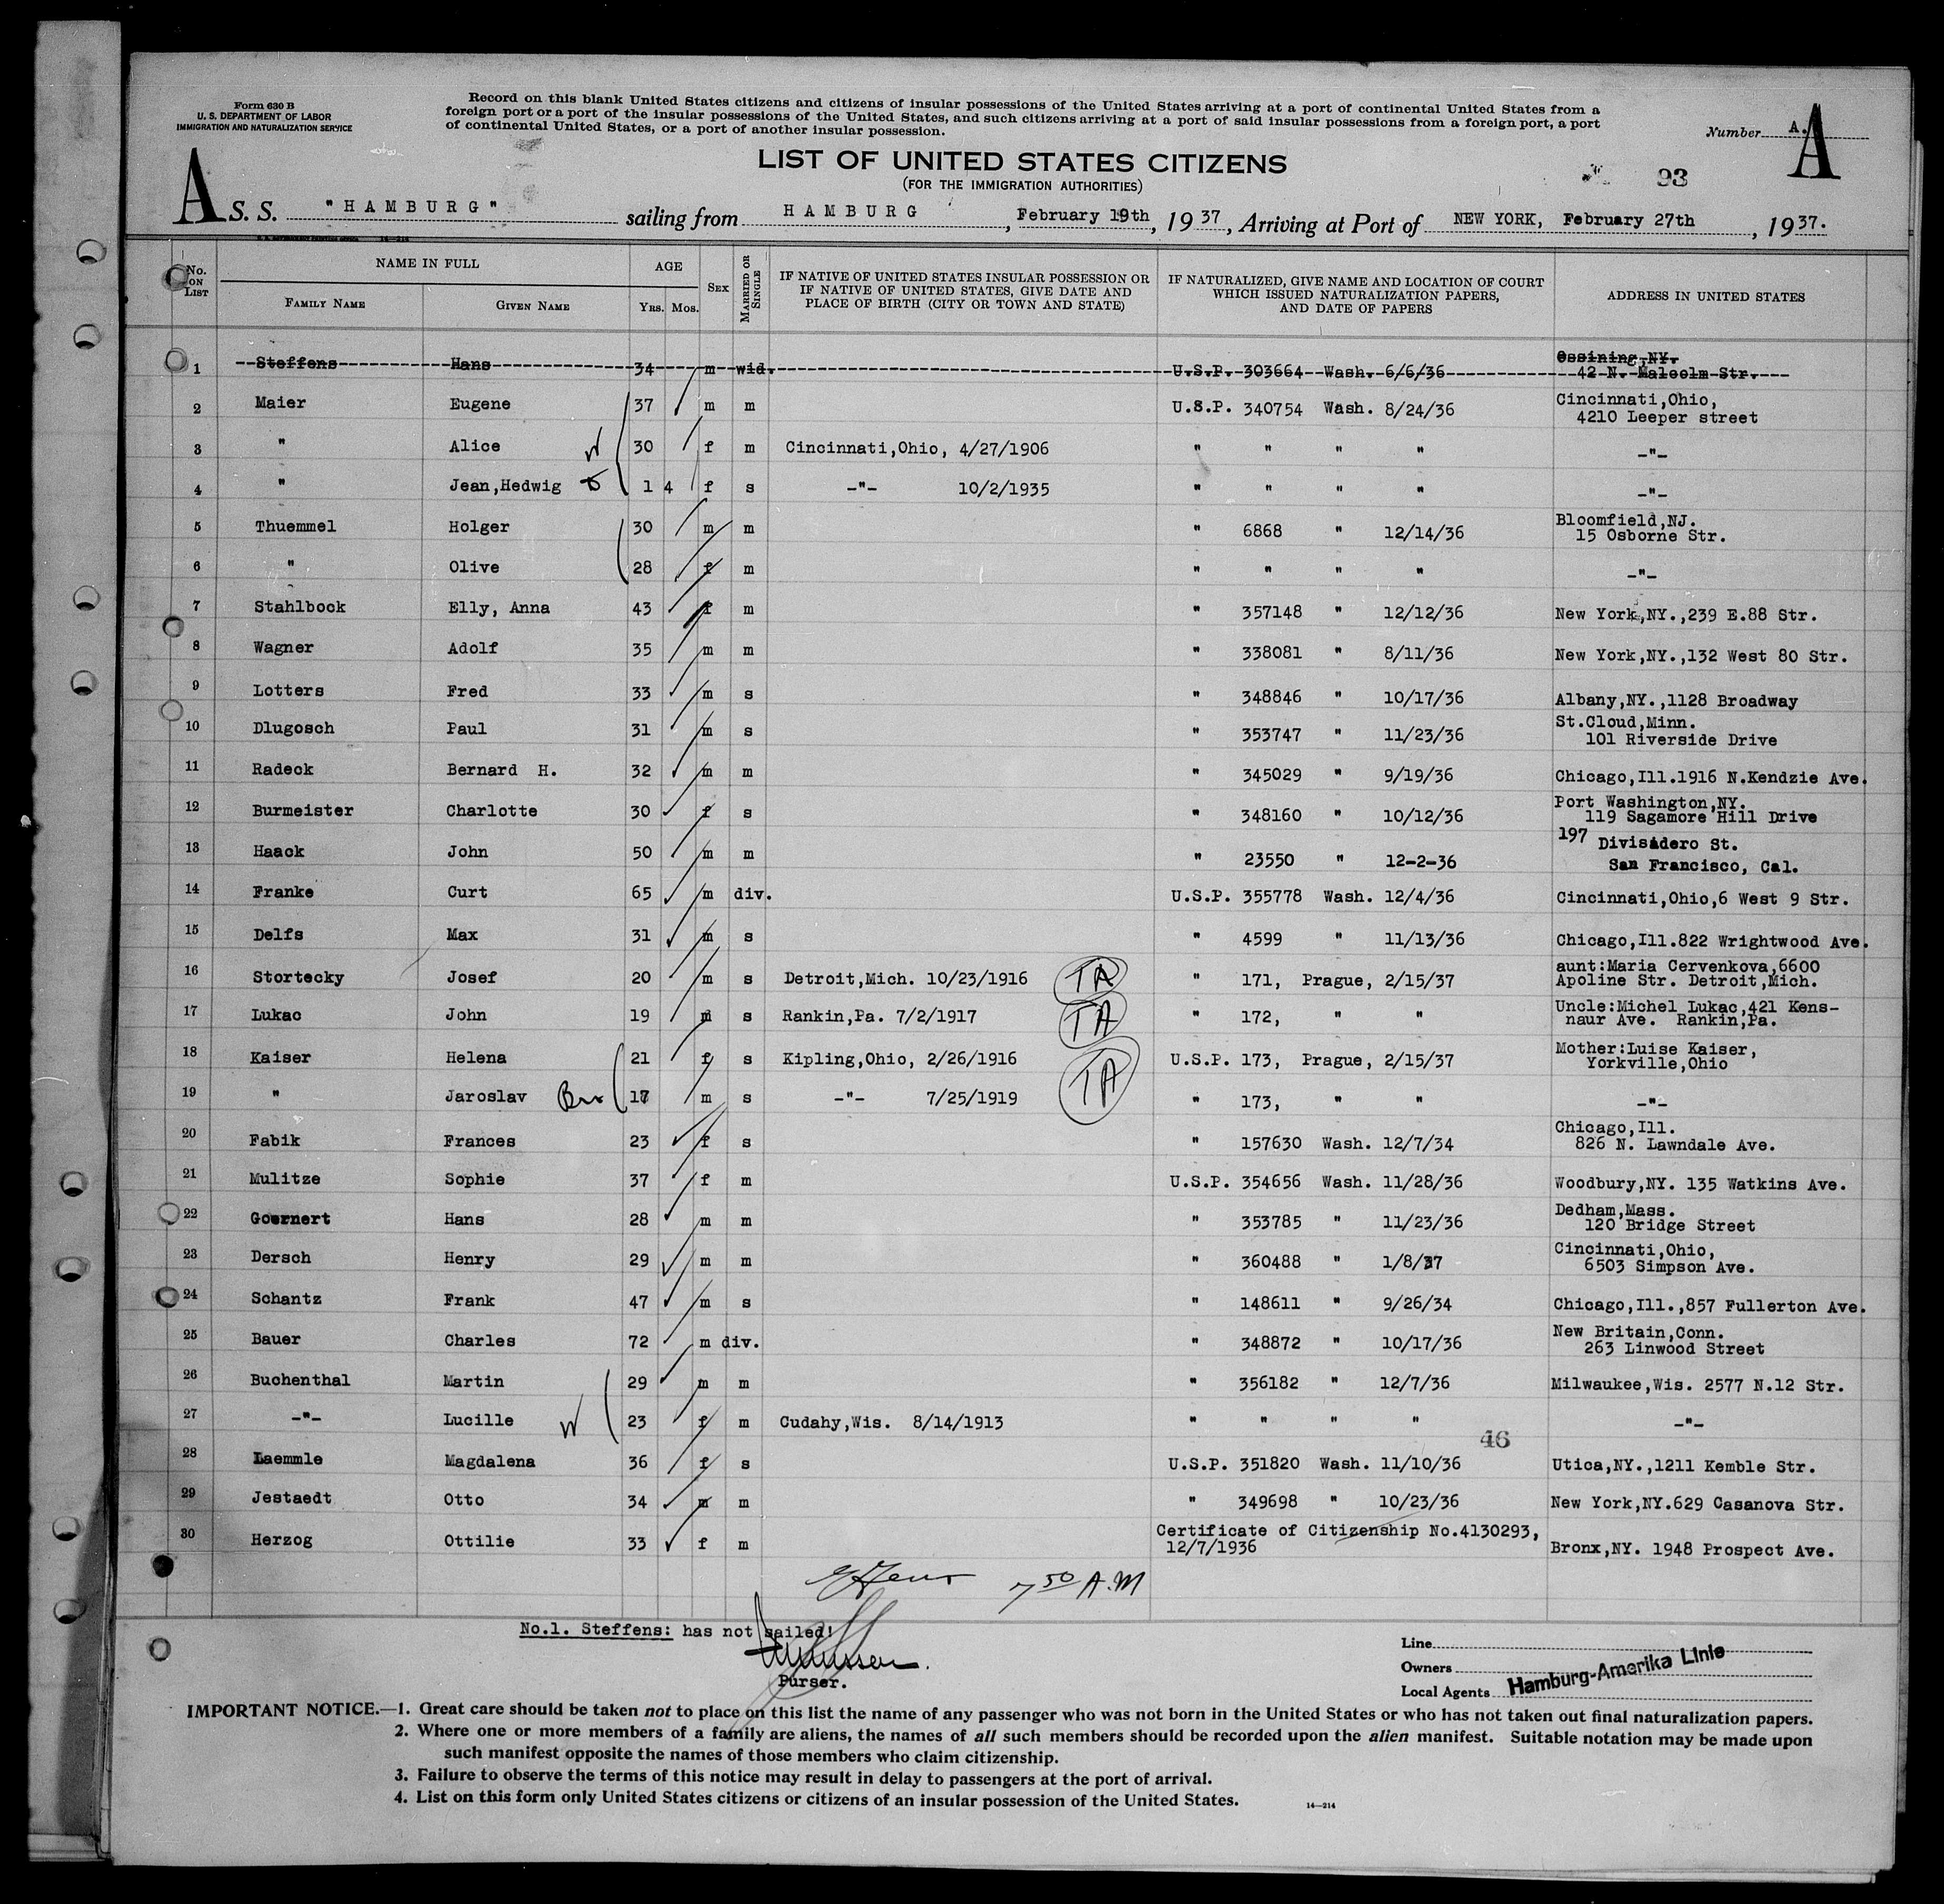 Form 630 B
U. S. DEPARTMENT OF LABOR
IMMIGRATION AND NATURALIZATION SERVICE
Record on this blank United States citizens and citizens of insular possessions of the United States arriving at a port of continental United States from a
foreign port or a port of the insular possessions of the United States, and such citizens arriving at a port of said insular possessions from a foreign port, a port
of continental United States, or a port of another insular possession.
Number A. A
LIST OF UNITED STATES CITIZENS
(FOR THE IMMIGRATION AUTHORITIES)
93
A S. S. "HAMBURG" sailing from HAMBURG, February 19th, 1937, Arriving at Port of NEW YORK, February 27th, 1937.
No. ON LIST
NAME IN FULL
FAMILY NAME
GIVEN NAME
AGE
YRS. MOS.
SEX
MARRIED OR SINGLE
IF NATIVE OF UNITED STATES INSULAR POSSESSION OR
IF NATIVE OF UNITED STATES, GIVE DATE AND
PLACE OF BIRTH (CITY OR TOWN AND STATE)
IF NATURALIZED, GIVE NAME AND LOCATION OF COURT
WHICH ISSUED NATURALIZATION PAPERS,
AND DATE OF PAPERS
ADDRESS IN UNITED STATES
1 Steffens Hans 34 m wid. U.S.P. 303664 Wash. 6/6/36 Ossining,NY.
42 N. Malcolm Str.
2 Maier Eugene 37 m m U.S.P. 340754 Wash. 8/24/36 Cincinnati,Ohio,
4210 Leeper street
3 " Alice W 30 f m Cincinnati,Ohio, 4/27/1906 " " " " -"-
4 " Jean,Hedwig 1 4 f s -"- 10/2/1935 " " " " -"-
5 Thuemmel Holger 30 m m " 6868 " 12/14/36 Bloomfield,NJ.
15 Osborne Str.
6 " Olive 28 f m " " " " -"-
7 Stahlbock Elly, Anna 43 f m " 357148 " 12/12/36 New York,NY.,239 E.88 Str.
8 Wagner Adolf 35 m m " 338081 " 8/11/36 New York,NY.,132 West 80 Str.
9 Lotters Fred 33 m s " 348846 " 10/17/36 Albany,NY.,1128 Broadway
10 Dlugosch Paul 31 m s " 353747 " 11/23/36 St.Cloud,Minn.
101 Riverside Drive
11 Radeck Bernard H. 32 m m " 345029 " 9/19/36 Chicago,Ill.1916 N.Kendzie Ave.
12 Burmeister Charlotte 30 f s " 348160 " 10/12/36 Port Washington,NY.
119 Sagamore Hill Drive
13 Haack John 50 m m " 23550 " 12-2-36 197 Divisadero St.
San Francisco, Cal.
14 Franke Curt 65 m div. U.S.P. 355778 Wash. 12/4/36 Cincinnati,Ohio,6 West 9 Str.
15 Delfs Max 31 m s " 4599 " 11/13/36 Chicago,Ill.822 Wrightwood Ave.
16 Stortecky Josef 20 m s Detroit,Mich. 10/23/1916 TA " 171, Prague, 2/15/37 aunt:Maria Cervenkova,6600
Apoline Str. Detroit,Mich.
17 Lukac John 19 m s Rankin,Pa. 7/2/1917 TA " 172, " " Uncle:Michel Lukac,421 Kens-
naur Ave. Rankin,Pa.
18 Kaiser Helena 21 f s Kipling,Ohio, 2/26/1916 TA U.S.P. 173, Prague, 2/15/37 Mother:Luise Kaiser,
Yorkville,Ohio
19 " Jaroslav Bro 17 m s -"- 7/25/1919 " 173, " " -"-
20 Fabik Frances 23 f s " 157630 Wash. 12/7/34 Chicago,Ill.
826 N. Lawndale Ave.
21 Mulitze Sophie 37 f m U.S.P. 354656 Wash. 11/28/36 Woodbury,NY. 135 Watkins Ave.
22 Goernert Hans 28 m m " 353785 " 11/23/36 Dedham,Mass.
120 Bridge Street
23 Dersch Henry 29 m m " 360488 " 1/8/37 Cincinnati,Ohio,
6503 Simpson Ave.
24 Schantz Frank 47 m s " 148611 " 9/26/34 Chicago,Ill.,857 Fullerton Ave.
25 Bauer Charles 72 m div. " 348872 " 10/17/36 New Britain,Conn.
263 Linwood Street
26 Buchenthal Martin 29 m m " 356182 " 12/7/36 Milwaukee,Wis. 2577 N.12 Str.
27 -"- Lucille W 23 f m Cudahy,Wis. 8/14/1913 " " " " -"-
46
28 Laemmle Magdalena 36 f s U.S.P. 351820 Wash. 11/10/36 Utica,NY.,1211 Kemble Str.
29 Jestaedt Otto 34 m m " 349698 " 10/23/36 New York,NY.629 Casanova Str.
30 Herzog Ottilie 33 f m Certificate of Citizenship No.4130293,
12/7/1936 Bronx,NY. 1948 Prospect Ave.
7 50 A.M
No.1. Steffens: has not sailed!
Purser.
Line
Owners
Local Agents Hamburg-Amerika Linie
IMPORTANT NOTICE.—1. Great care should be taken not to place on this list the name of any passenger who was not born in the United States or who has not taken out final naturalization papers.
2. Where one or more members of a family are aliens, the names of all such members should be recorded upon the alien manifest. Suitable notation may be made upon
such manifest opposite the names of those members who claim citizenship.
3. Failure to observe the terms of this notice may result in delay to passengers at the port of arrival.
4. List on this form only United States citizens or citizens of an insular possession of the United States.
14—214